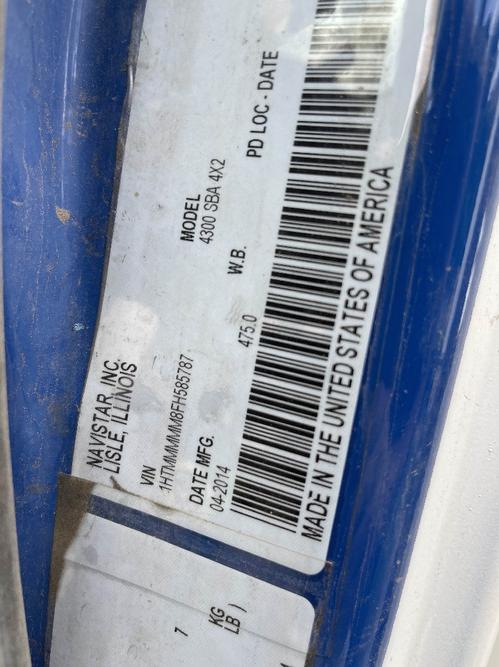 NAVISTAR, INC.
LISLE, ILLINOIS
VIN
1HTMMMMM8FH585787
DATE MFG.
04-2014
MODEL
4300 SBA 4X2
W.B.
475.0
PD LOC - DATE
MADE IN THE UNITED STATES OF AMERICA
KG
LB )